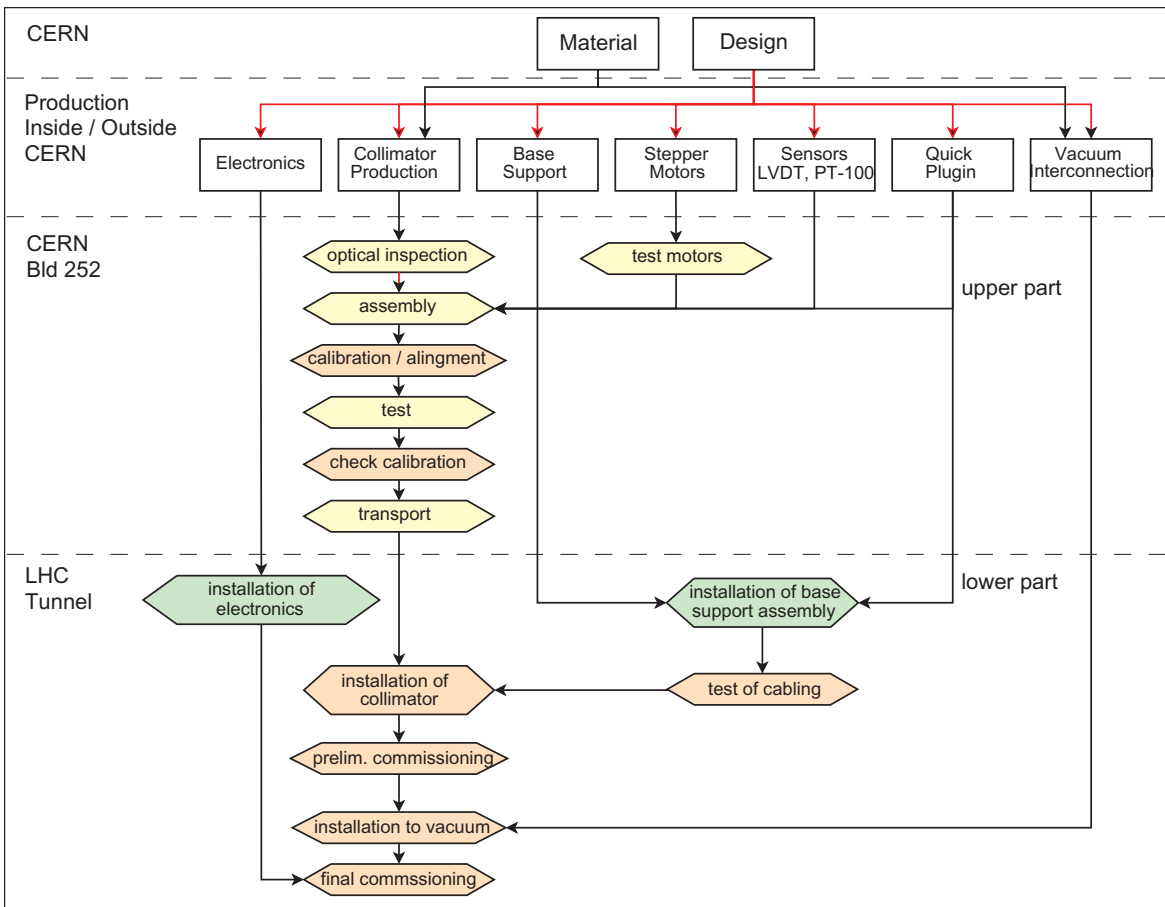 CERN
Material
Design
Production
Inside / Outside
CERN
Electronics
Collimator
Production
Base
Support
Stepper
Motors
Sensors
LVDT, PT-100
Quick
Plugin
Vacuum
Interconnection
CERN
Bld 252
optical inspection
test motors
upper part
assembly
calibration / alingment
test
check calibration
transport
LHC
Tunnel
installation of
electronics
installation of base
support assembly
lower part
installation of
collimator
test of cabling
prelim. commissioning
installation to vacuum
final commssioning